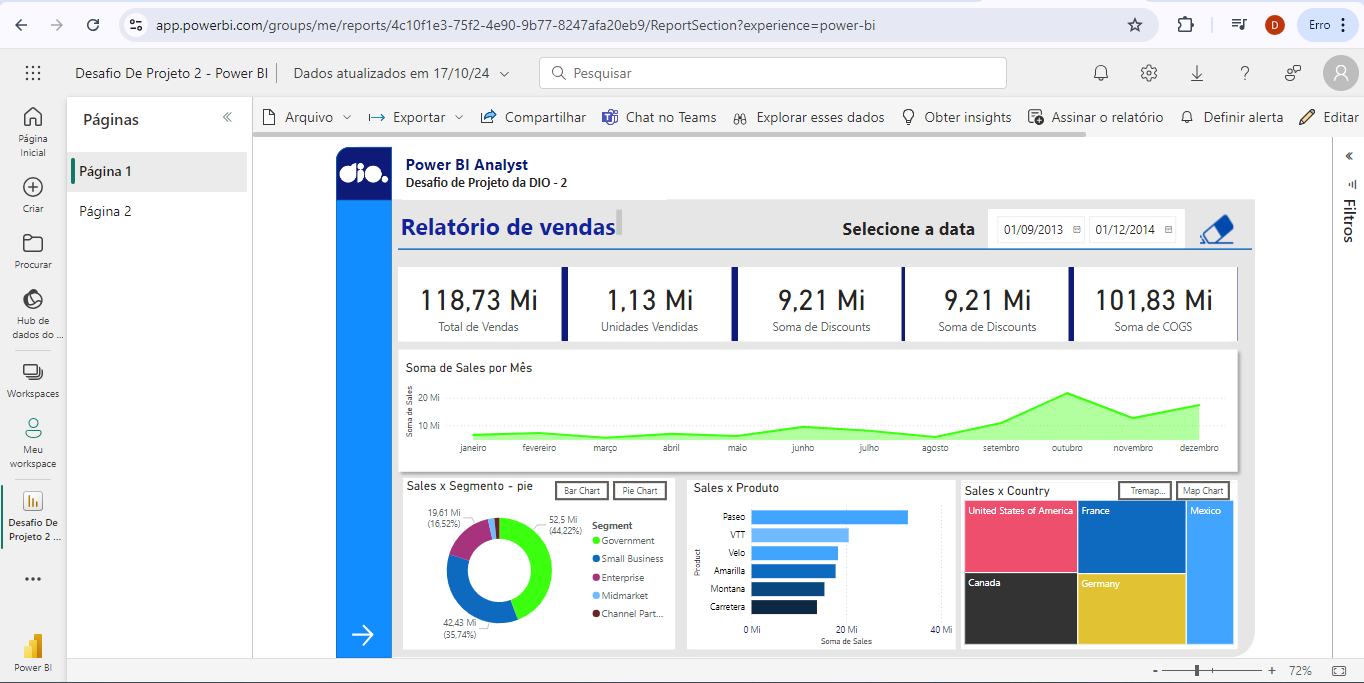 app.powerbi.com/groups/me/reports/4c10f1e3-75f2-4e90-9b77-8247afa20eb9/ReportSection?experience=power-bi
D
Erro
Desafio De Projeto 2 - Power BI
Dados atualizados em 17/10/24
Pesquisar
Página Inicial
Criar
Procurar
Hub de dados do ...
Workspaces
Meu workspace
Desafio De Projeto 2 ...
Power BI
Páginas
Página 1
Página 2
Arquivo
Exportar
Compartilhar
Chat no Teams
Explorar esses dados
Obter insights
Assinar o relatório
Definir alerta
Editar
Filtros
dio.
Power BI Analyst
Desafio de Projeto da DIO - 2
Relatório de vendas
Selecione a data
01/09/2013
01/12/2014
118,73 Mi
Total de Vendas
1,13 Mi
Unidades Vendidas
9,21 Mi
Soma de Discounts
9,21 Mi
Soma de Discounts
101,83 Mi
Soma de COGS
Soma de Sales por Mês
Soma de Sales
20 Mi
10 Mi
janeiro fevereiro março abril maio junho julho agosto setembro outubro novembro dezembro
Sales x Segmento - pie
Bar Chart
Pie Chart
19,61 Mi
(16,52%)
52,5 Mi
(44,22%)
42,43 Mi
(35,74%)
Segment
Government
Small Business
Enterprise
Midmarket
Channel Part...
Sales x Produto
Product
Paseo
VTT
Velo
Amarilla
Montana
Carretera
0 Mi 20 Mi 40 Mi
Soma de Sales
Sales x Country
Tremap...
Map Chart
United States of America
France
Mexico
Canada
Germany
- + 72%